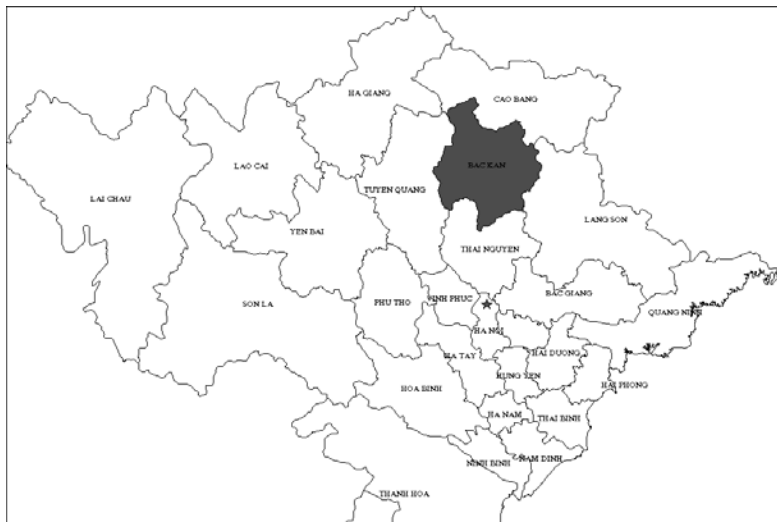 HA GIANG
CAO BANG
LAO CAI
BAC KAN
LAI CHAU
TUYEN QUANG
LANG SON
YEN BAI
THAI NGUYEN
SON LA
PHU THO
VINH PHUC
BAC GIANG
QUANG NINH
HA NOI
HA TAY
HAI DUONG
HUNG YEN
HAI PHONG
HOA BINH
HA NAM
THAI BINH
NINH BINH
NAM DINH
THANH HOA